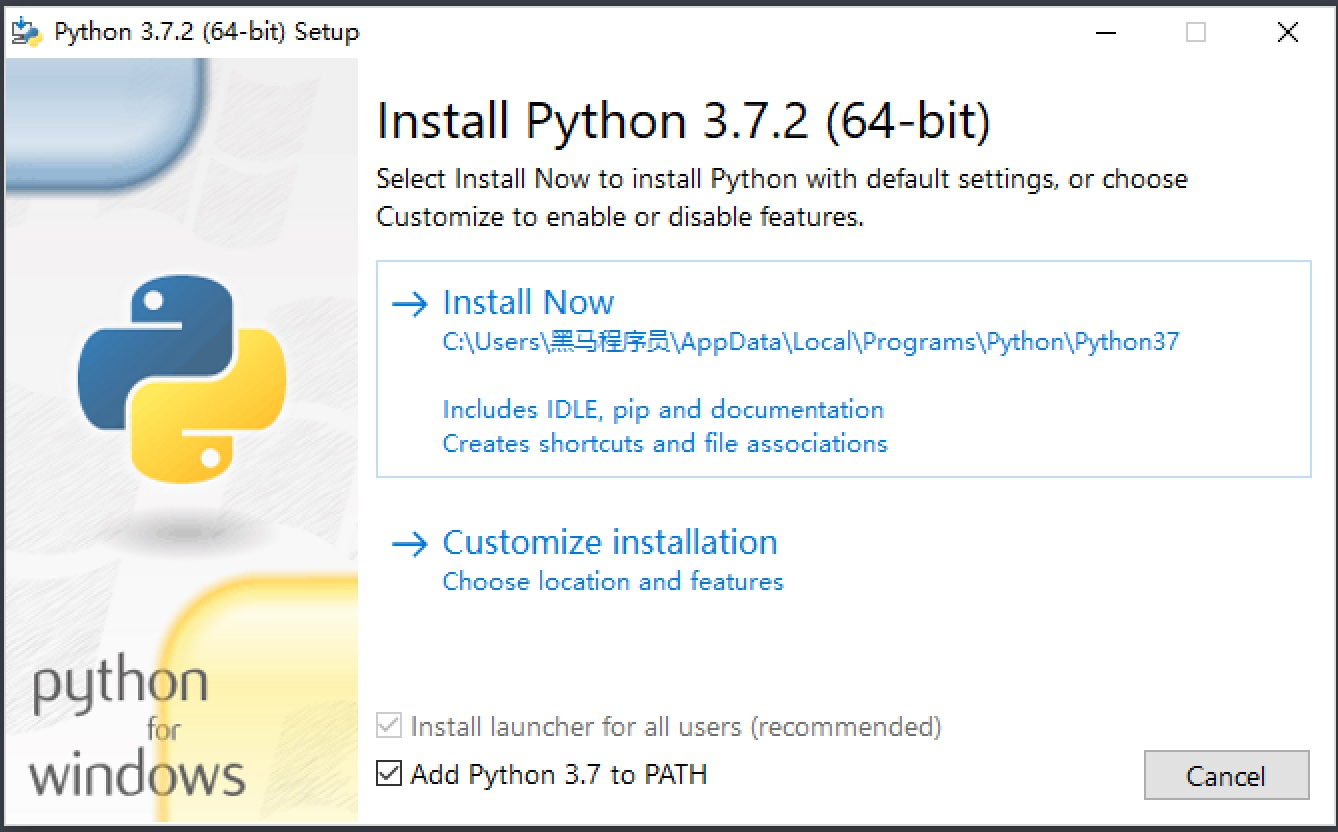 Python 3.7.2 (64-bit) Setup
Install Python 3.7.2 (64-bit)
Select Install Now to install Python with default settings, or choose
Customize to enable or disable features.
Install Now
C:\Users\黑马程序员\AppData\Local\Programs\Python\Python37
Includes IDLE, pip and documentation
Creates shortcuts and file associations
Customize installation
Choose location and features
python
for
windows
Install launcher for all users (recommended)
Add Python 3.7 to PATH
Cancel